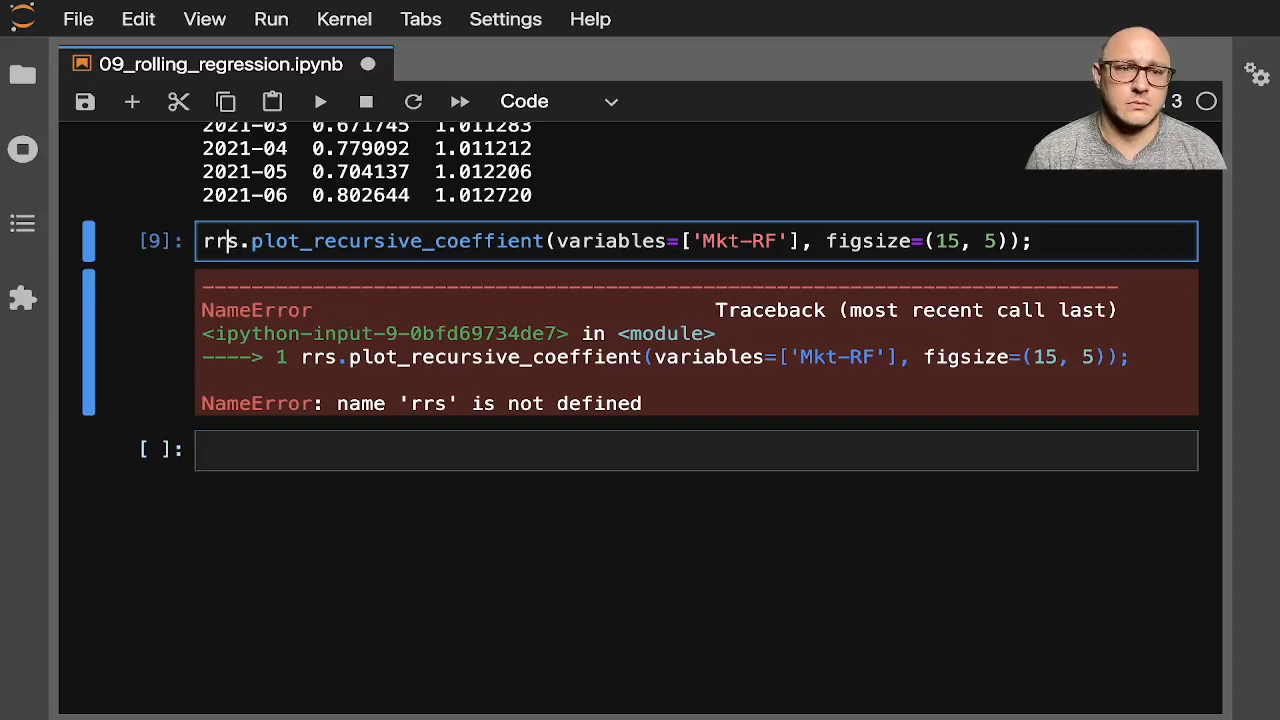 File Edit View Run Kernel Tabs Settings Help
09_rolling_regression.ipynb
Code
3
2021-03 0.671745 1.011283
2021-04 0.779092 1.011212
2021-05 0.704137 1.012206
2021-06 0.802644 1.012720
[9]: rrs.plot_recursive_coeffient(variables=['Mkt-RF'], figsize=(15, 5));
NameError Traceback (most recent call last)
<ipython-input-9-0bfd69734de7> in <module>
----> 1 rrs.plot_recursive_coeffient(variables=['Mkt-RF'], figsize=(15, 5));
NameError: name 'rrs' is not defined
[ ]: